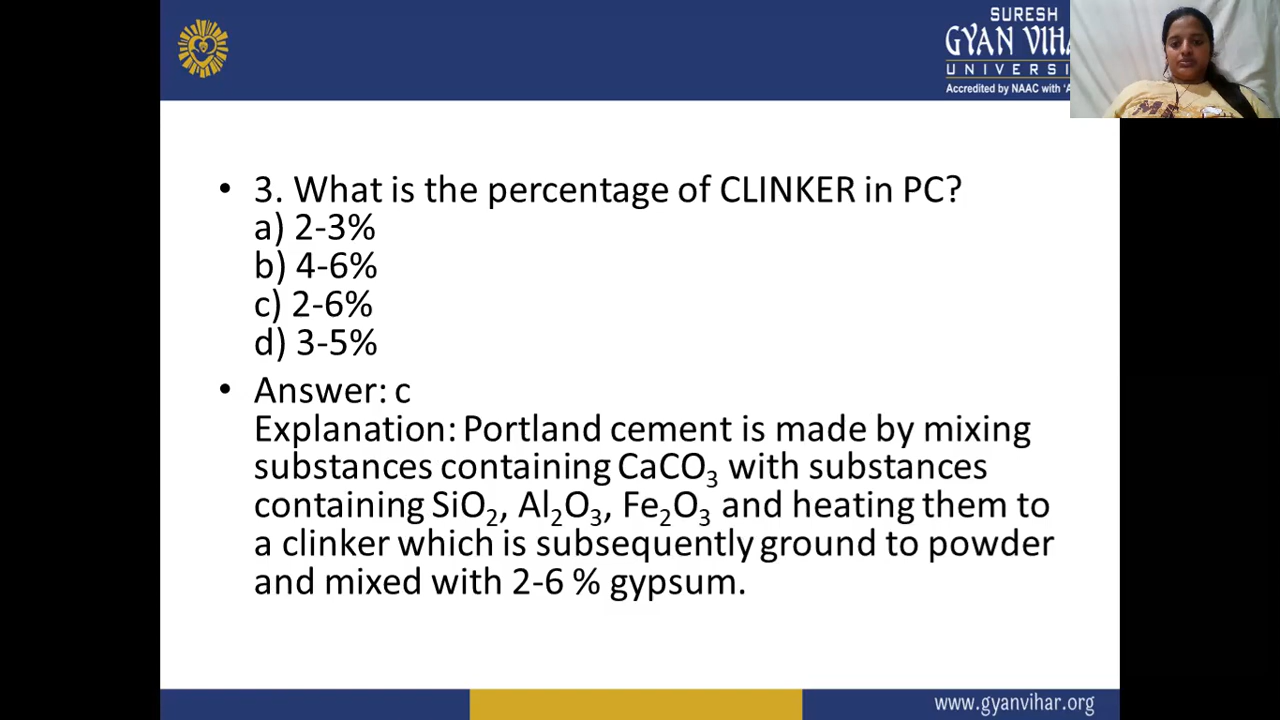 SURESH
GYAN VIHA
UNIVERSI
Accredited by NAAC with 'A
• 3. What is the percentage of CLINKER in PC?
a) 2-3%
b) 4-6%
c) 2-6%
d) 3-5%
• Answer: c
Explanation: Portland cement is made by mixing
substances containing CaCO₃ with substances
containing SiO₂, Al₂O₃, Fe₂O₃ and heating them to
a clinker which is subsequently ground to powder
and mixed with 2-6 % gypsum.
www.gyanvihar.org